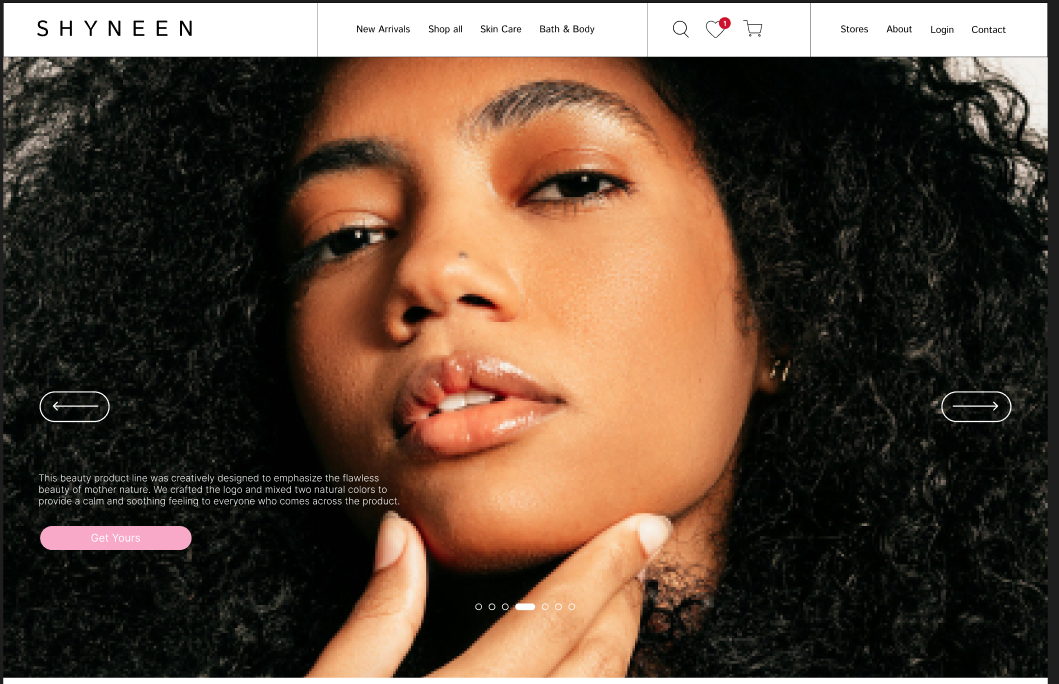 SHYNEEN
New Arrivals Shop all Skin Care Bath & Body
1
Stores About Login Contact
This beauty product line was creatively designed to emphasize the flawless
beauty of mother nature. We crafted the logo and mixed two natural colors to
provide a calm and soothing feeling to everyone who comes across the product.
Get Yours